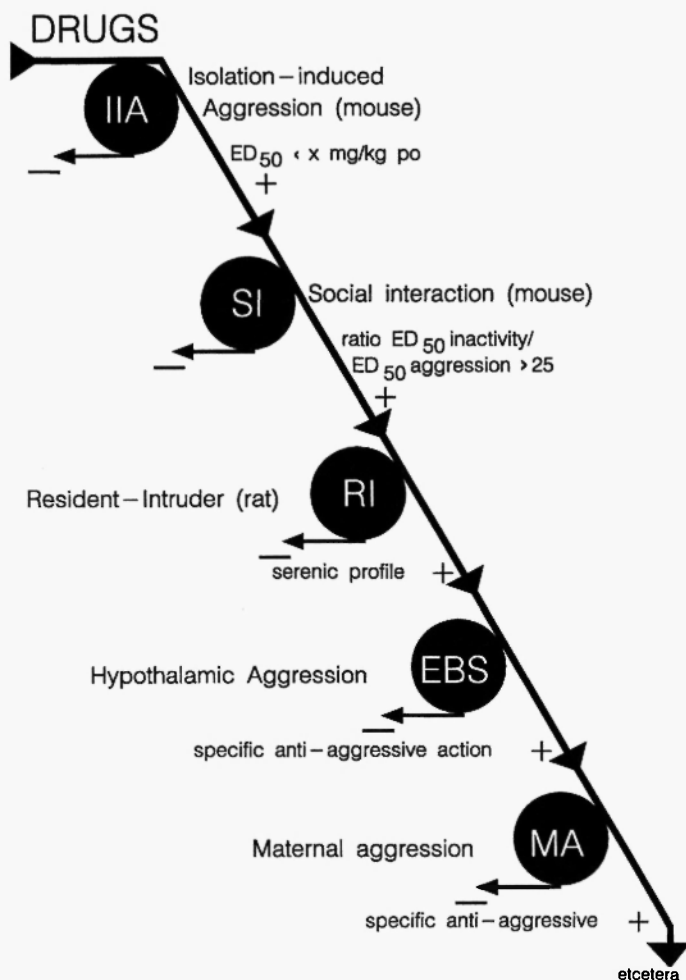 DRUGS
IIA
Isolation-induced
Aggression (mouse)
ED50 < x mg/kg po
−
+
SI
Social interaction (mouse)
ratio ED50 inactivity/
ED50 aggression > 25
−
+
RI
Resident-Intruder (rat)
−
serenic profile +
EBS
Hypothalamic Aggression
−
specific anti-aggressive action +
MA
Maternal aggression
−
specific anti-aggressive +
etcetera